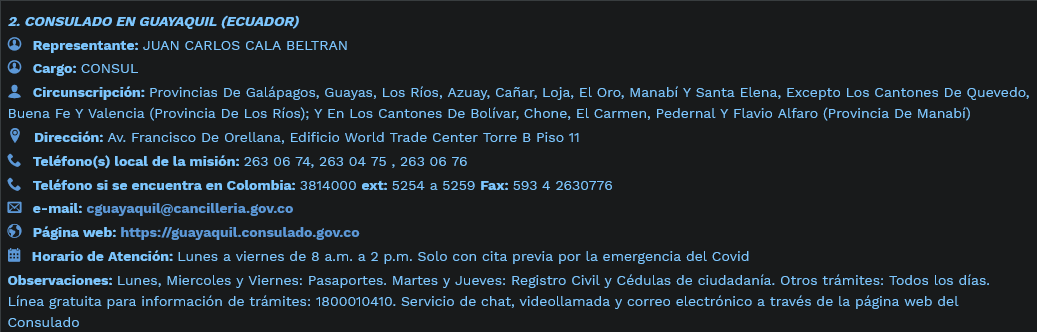 2. CONSULADO EN GUAYAQUIL (ECUADOR)
Representante: JUAN CARLOS CALA BELTRAN
Cargo: CONSUL
Circunscripción: Provincias De Galápagos, Guayas, Los Ríos, Azuay, Cañar, Loja, El Oro, Manabí Y Santa Elena, Excepto Los Cantones De Quevedo,
Buena Fe Y Valencia (Provincia De Los Ríos); Y En Los Cantones De Bolívar, Chone, El Carmen, Pedernal Y Flavio Alfaro (Provincia De Manabí)
Dirección: Av. Francisco De Orellana, Edificio World Trade Center Torre B Piso 11
Teléfono(s) local de la misión: 263 06 74, 263 04 75 , 263 06 76
Teléfono si se encuentra en Colombia: 3814000 ext: 5254 a 5259 Fax: 593 4 2630776
e-mail: cguayaquil@cancilleria.gov.co
Página web: https://guayaquil.consulado.gov.co
Horario de Atención: Lunes a viernes de 8 a.m. a 2 p.m. Solo con cita previa por la emergencia del Covid
Observaciones: Lunes, Miercoles y Viernes: Pasaportes. Martes y Jueves: Registro Civil y Cédulas de ciudadanía. Otros trámites: Todos los días.
Línea gratuita para información de trámites: 1800010410. Servicio de chat, videollamada y correo electrónico a través de la página web del
Consulado